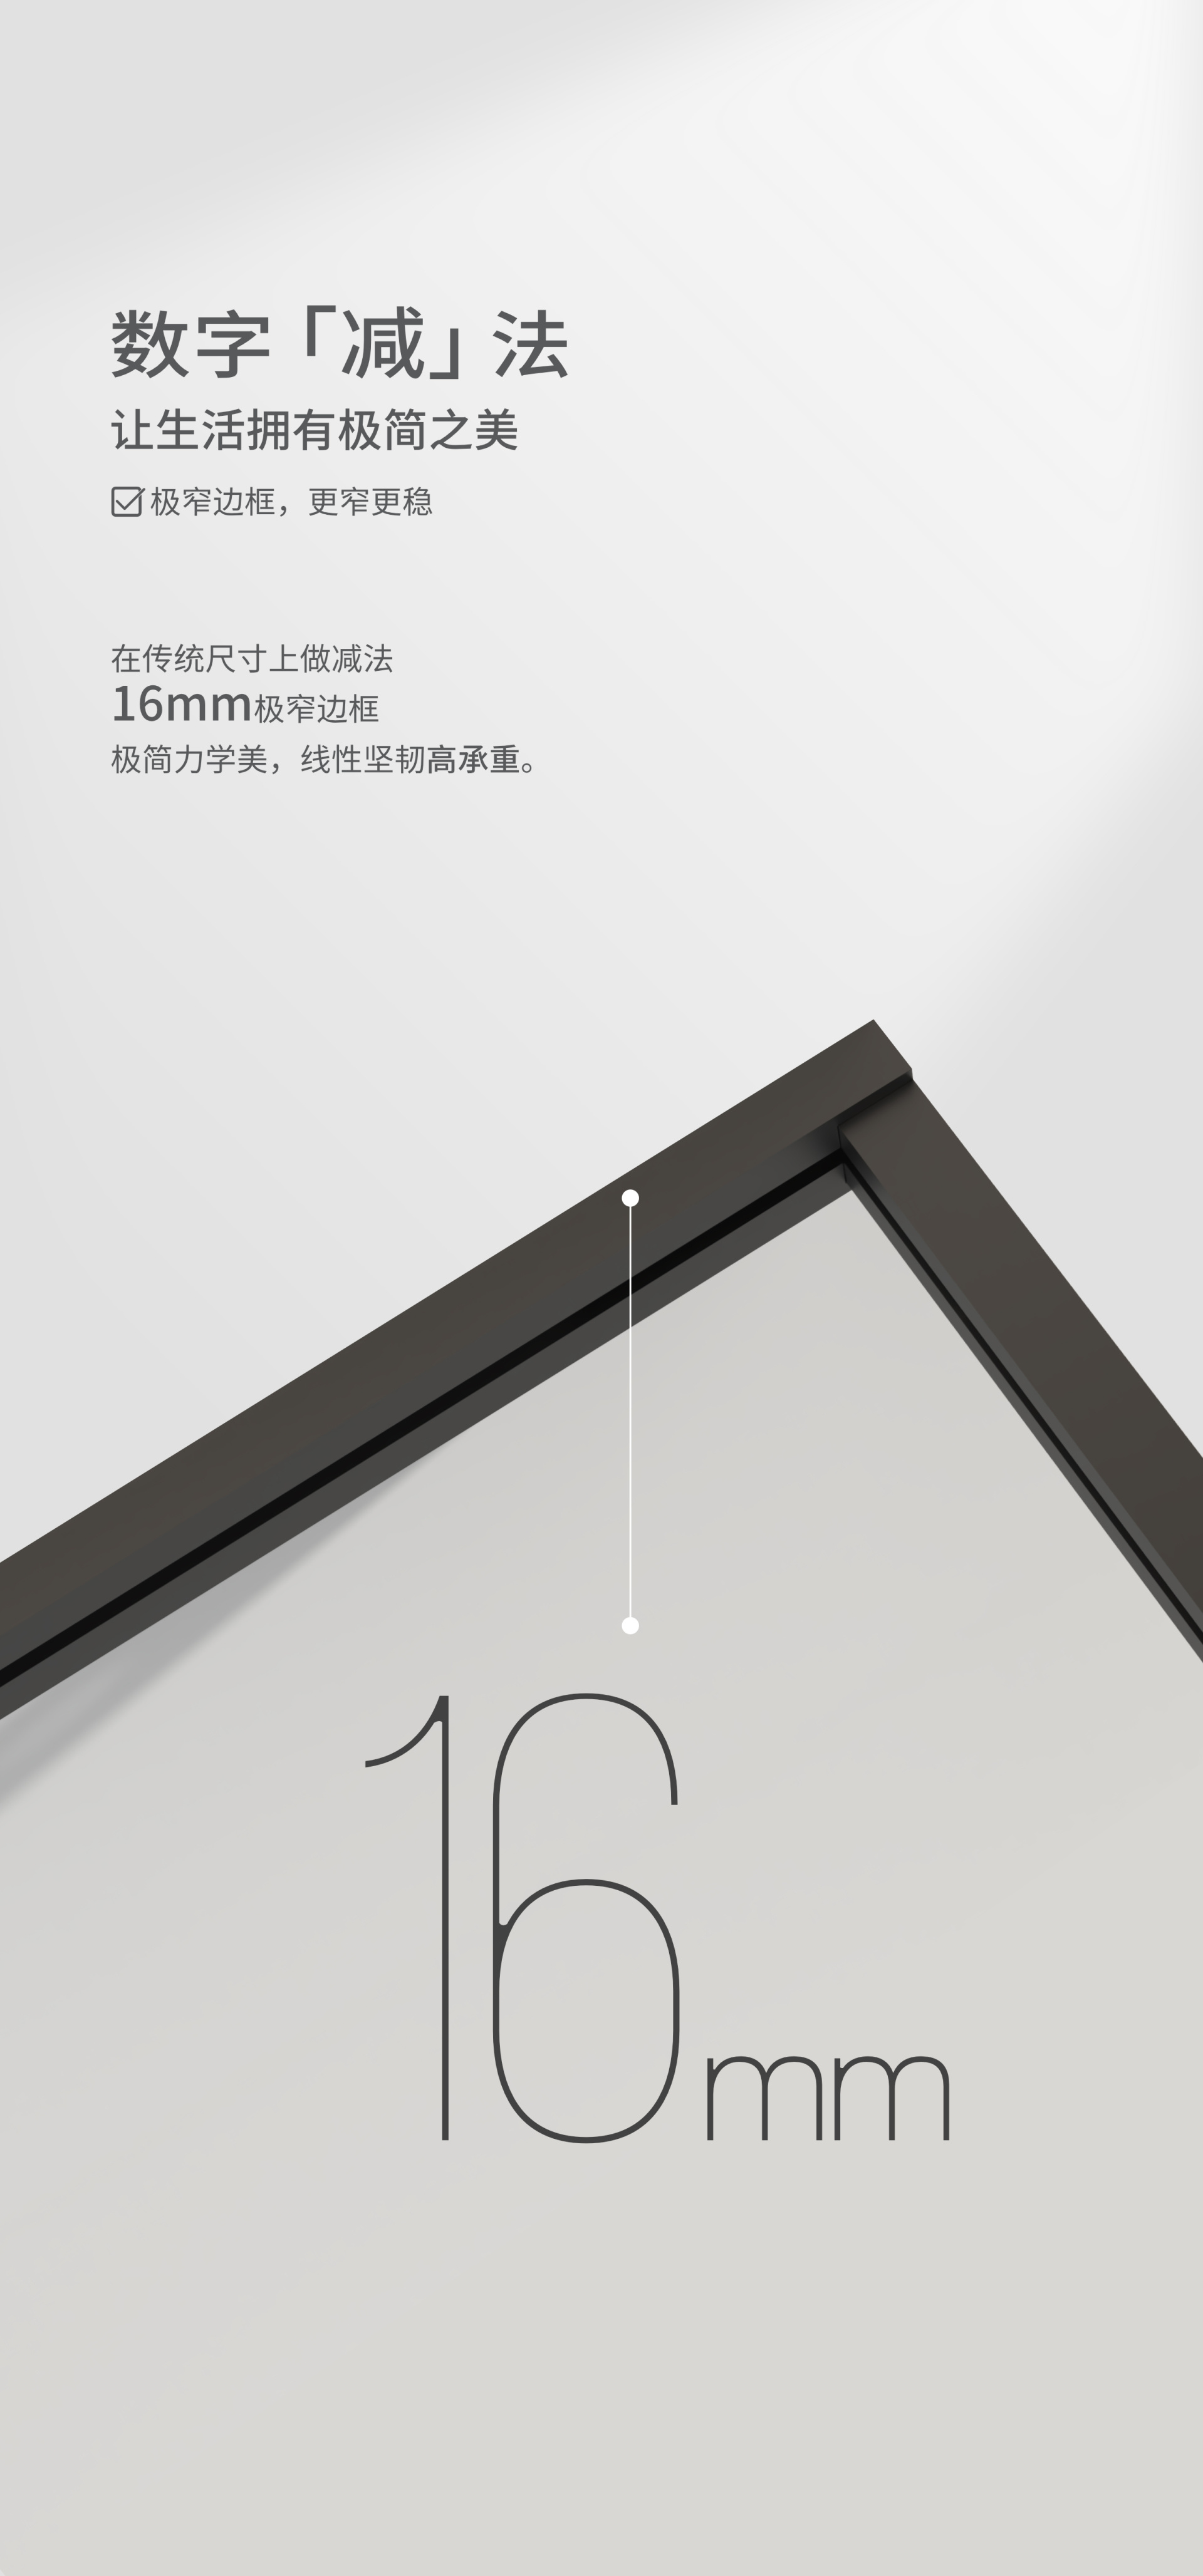 数字「减」法
让生活拥有极简之美
极窄边框，更窄更稳
在传统尺寸上做减法
16mm极窄边框
极简力学美，线性坚韧高承重。
16mm